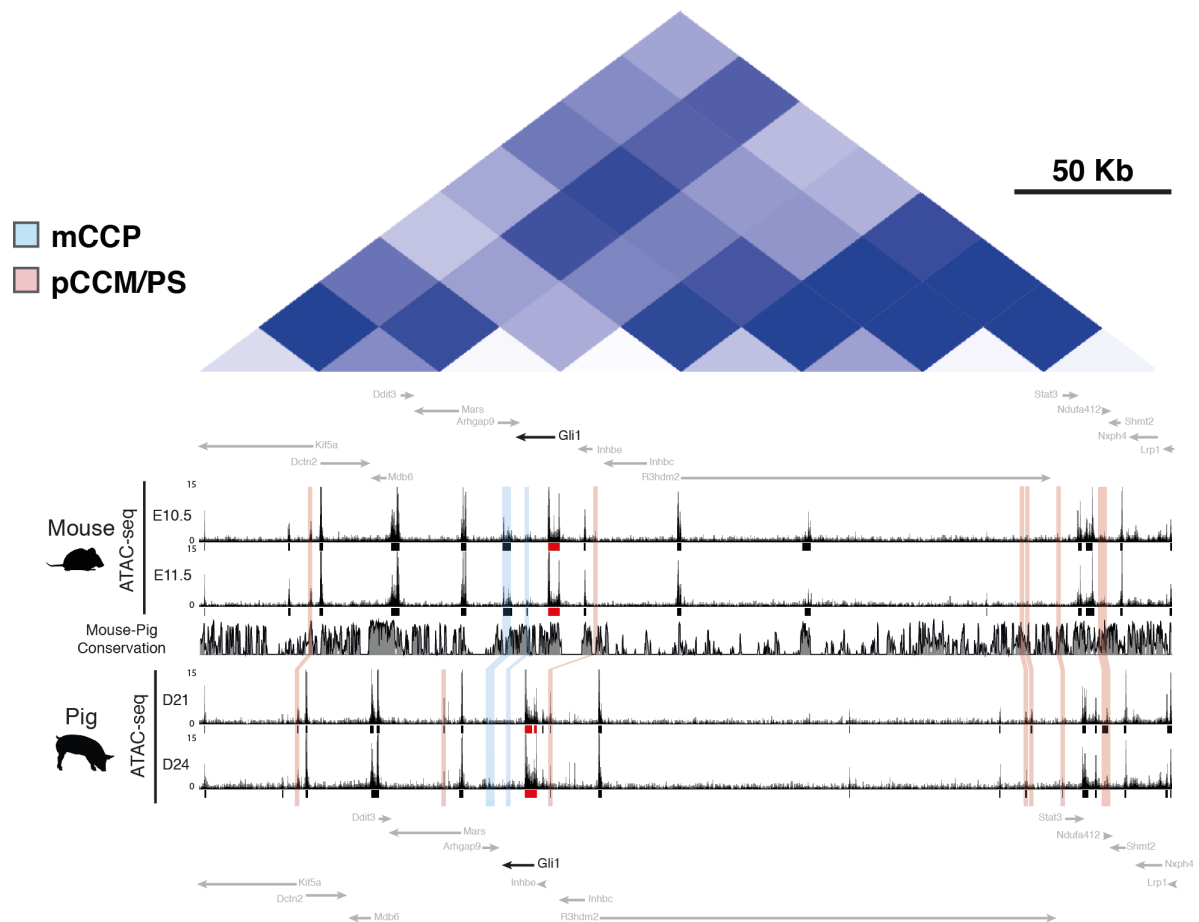 50 Kb
mCCP
pCCM/PS
Ddit3
Stat3
Mars
Ndufa412
Arhgap9
Shmt2
Gli1
Nxph4
Kif5a
Inhbe
Lrp1
Dctn2
Inhbc
Mdb6
R3hdm2
15
E10.5
Mouse
ATAC-seq
0
15
E11.5
0
Mouse-Pig
Conservation
15
D21
Pig
ATAC-seq
0
15
D24
0
Ddit3
Stat3
Mars
Ndufa412
Arhgap9
Shmt2
Gli1
Nxph4
Kif5a
Inhbe
Lrp1
Dctn2
Inhbc
Mdb6
R3hdm2